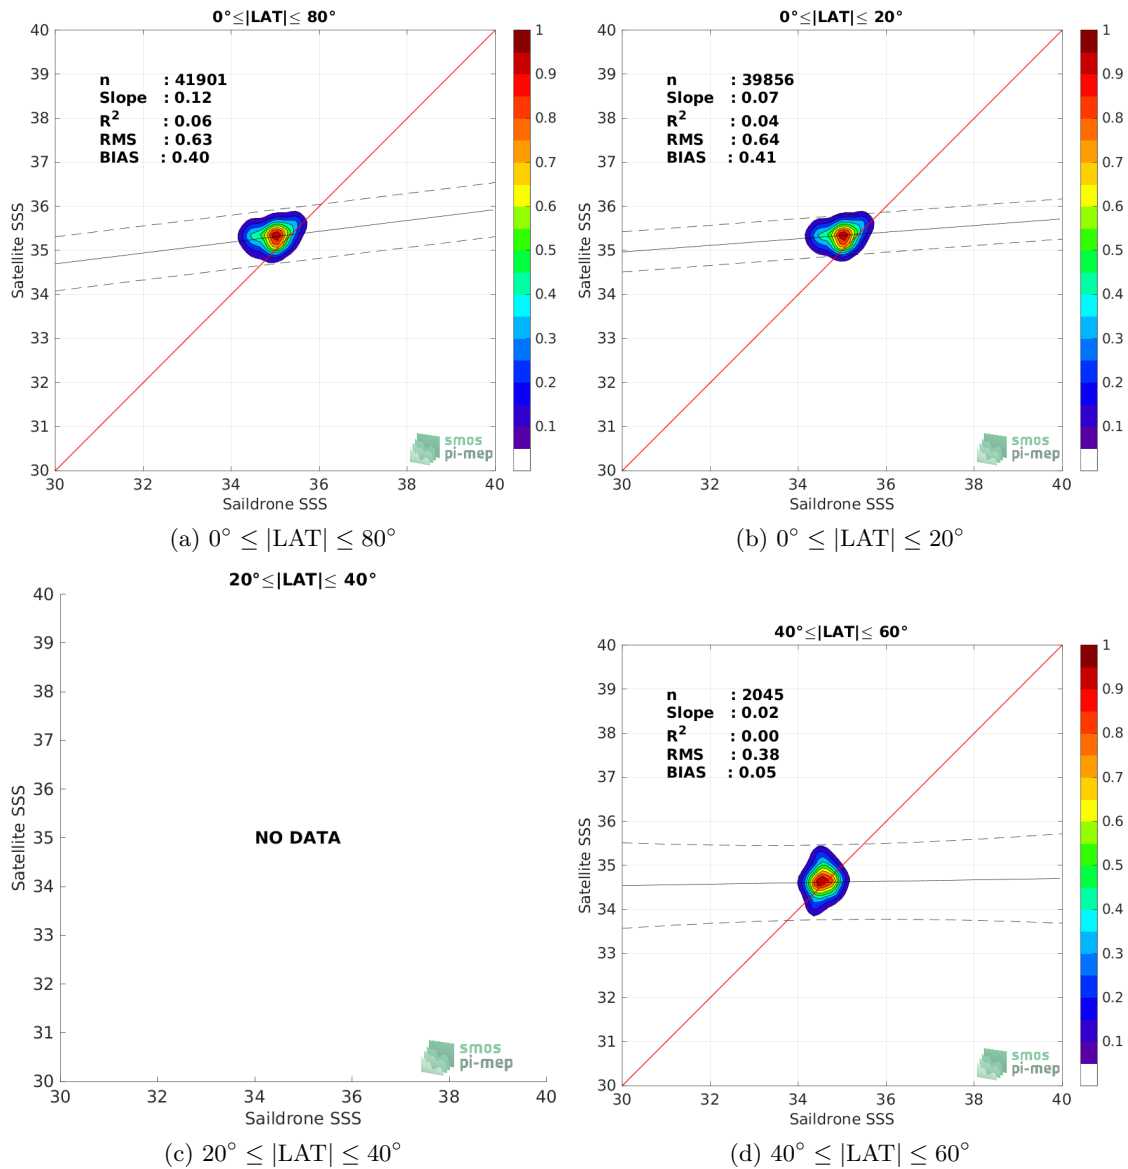 0°≤|LAT|≤ 80°
40
39
38
37
36
35
34
33
32
31
30
Satellite SSS
n : 41901
Slope : 0.12
R² : 0.06
RMS : 0.63
BIAS : 0.40
1
0.9
0.8
0.7
0.6
0.5
0.4
0.3
0.2
0.1
smos
pi-mep
30 32 34 36 38 40
Saildrone SSS
(a) 0° ≤ |LAT| ≤ 80°
0°≤|LAT|≤ 20°
40
39
38
37
36
35
34
33
32
31
30
Satellite SSS
n : 39856
Slope : 0.07
R² : 0.04
RMS : 0.64
BIAS : 0.41
1
0.9
0.8
0.7
0.6
0.5
0.4
0.3
0.2
0.1
smos
pi-mep
30 32 34 36 38 40
Saildrone SSS
(b) 0° ≤ |LAT| ≤ 20°
20°≤|LAT|≤ 40°
40
39
38
37
36
35
34
33
32
31
30
Satellite SSS
NO DATA
smos
pi-mep
30 32 34 36 38 40
Saildrone SSS
(c) 20° ≤ |LAT| ≤ 40°
40°≤|LAT|≤ 60°
40
39
38
37
36
35
34
33
32
31
30
Satellite SSS
n : 2045
Slope : 0.02
R² : 0.00
RMS : 0.38
BIAS : 0.05
1
0.9
0.8
0.7
0.6
0.5
0.4
0.3
0.2
0.1
smos
pi-mep
30 32 34 36 38 40
Saildrone SSS
(d) 40° ≤ |LAT| ≤ 60°